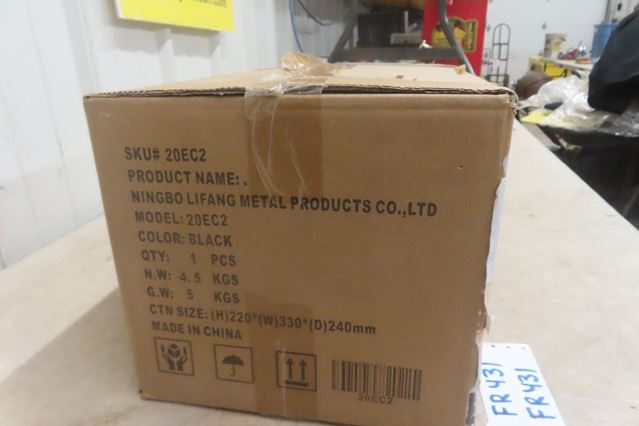 SKU# 20EC2
PRODUCT NAME: .
NINGBO LIFANG METAL PRODUCTS CO.,LTD
MODEL: 20EC2
COLOR: BLACK
QTY: 1 PCS
N.W: 4.5 KGS
G.W: 5 KGS
CTN SIZE: (H)220*(W)330*(D)240mm
MADE IN CHINA
20EC2
FR431
FR431